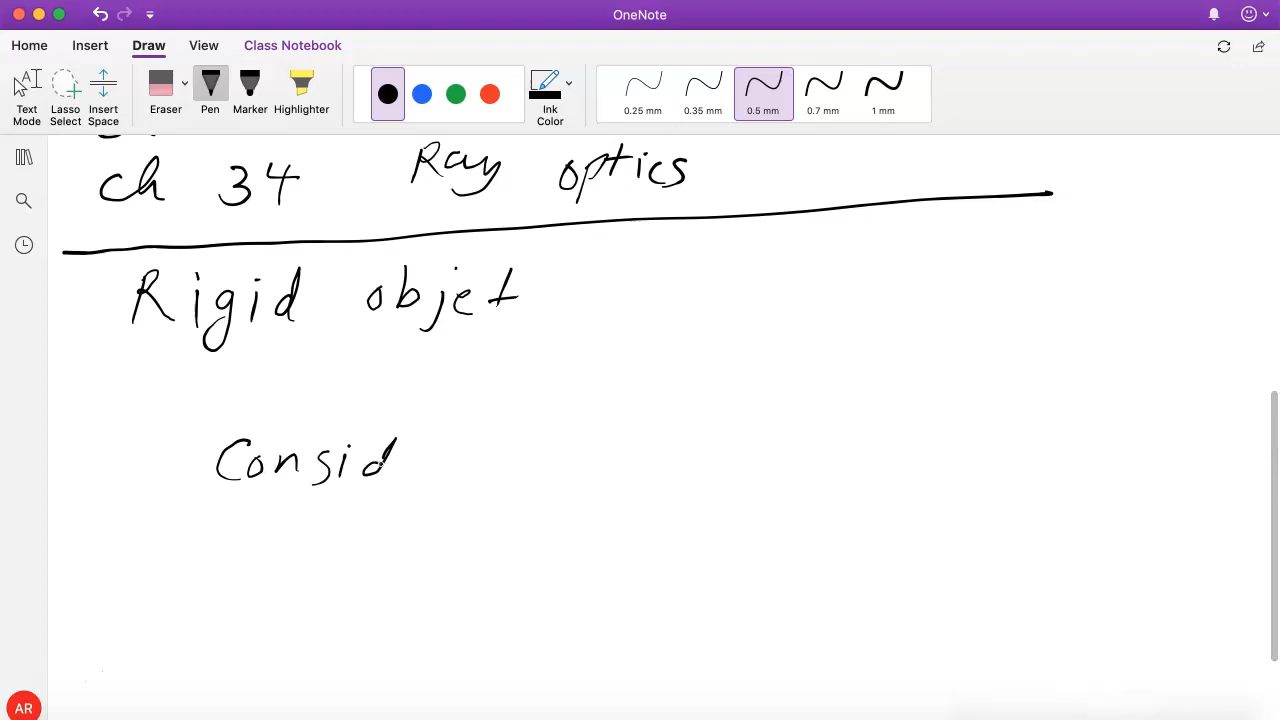 OneNote
Home Insert Draw View Class Notebook
Text Mode Lasso Select Insert Space Eraser Pen Marker Highlighter Ink Color 0.25 mm 0.35 mm 0.5 mm 0.7 mm 1 mm
ch 34 Ray optics
Rigid objet
Consid
AR